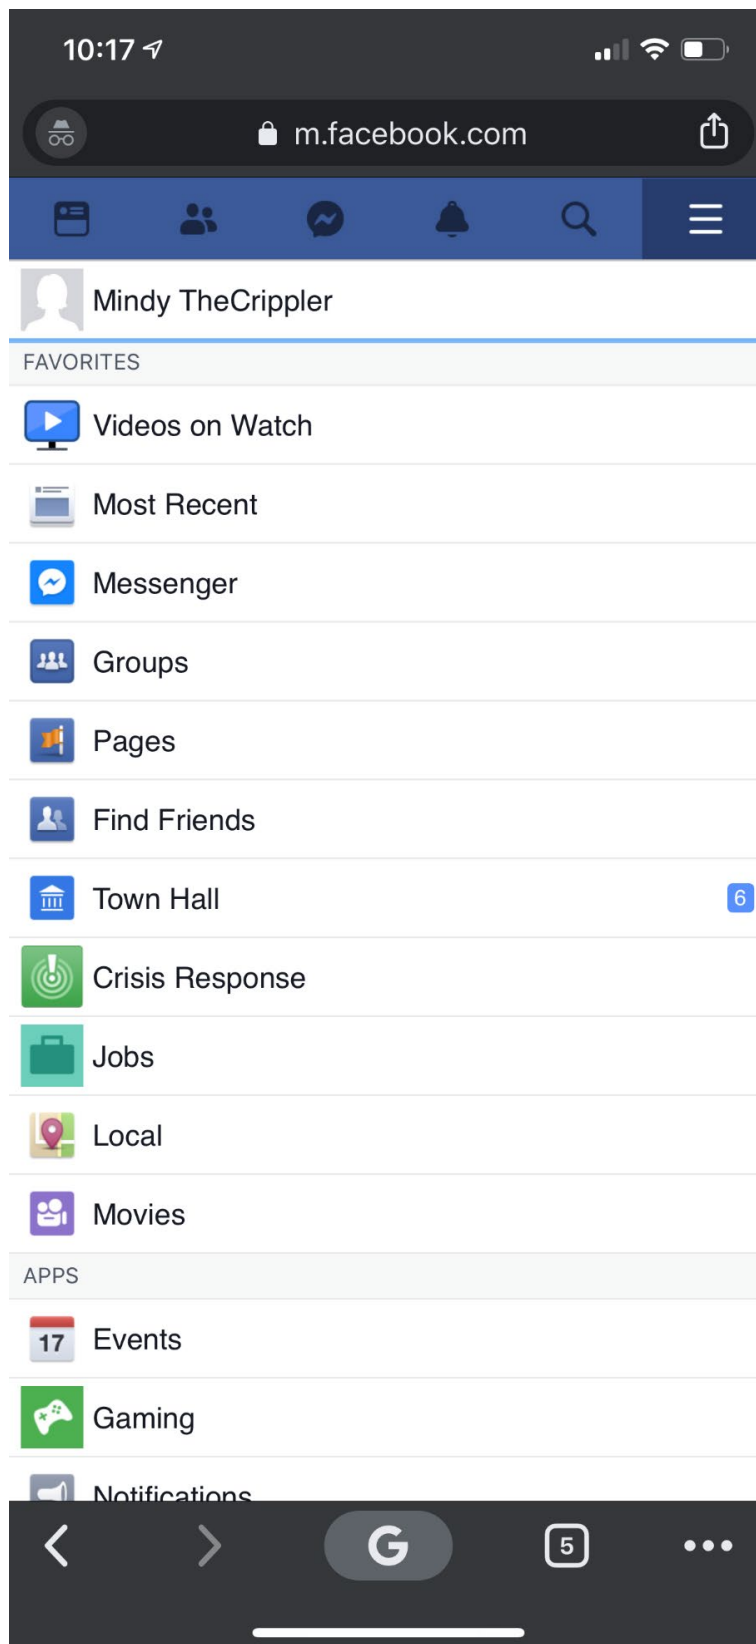 10:17
m.facebook.com
Mindy TheCrippler
FAVORITES
Videos on Watch
Most Recent
Messenger
Groups
Pages
Find Friends
Town Hall 6
Crisis Response
Jobs
Local
Movies
APPS
17 Events
Gaming
Notifications
G 5